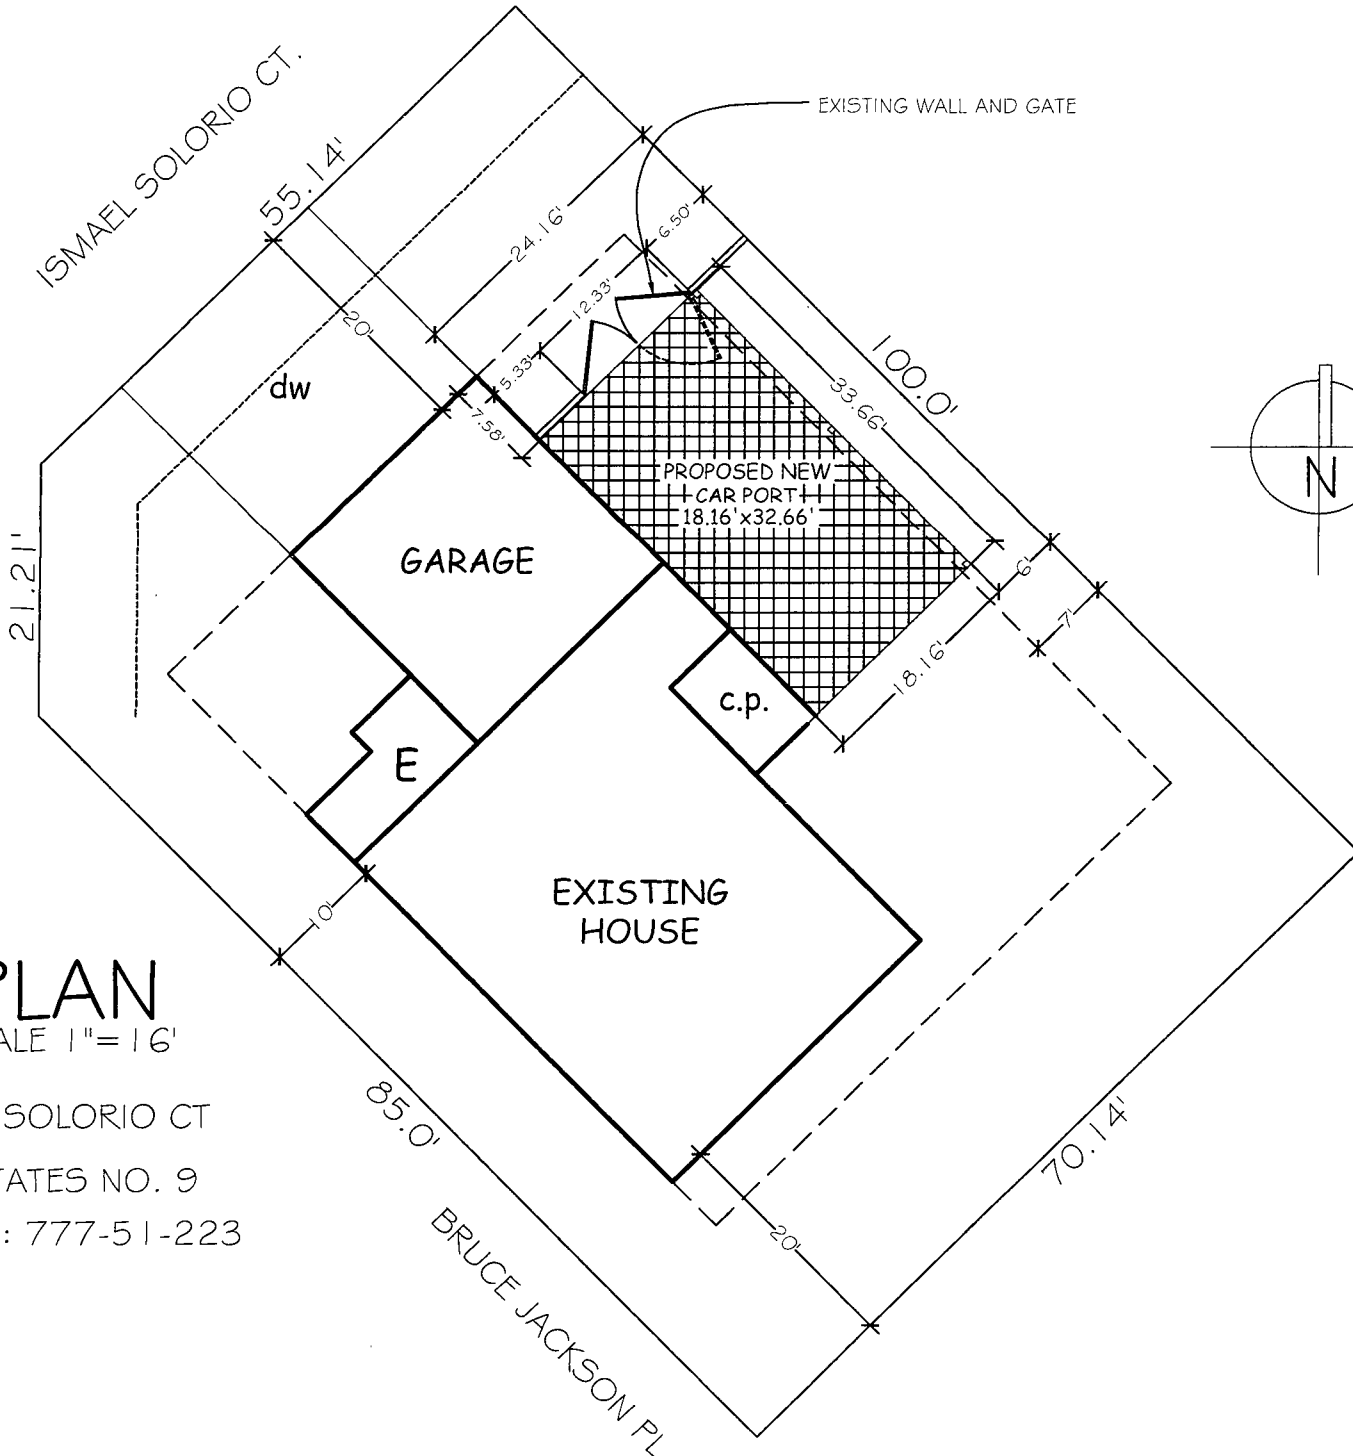 ISMAEL SOLORIO CT.
EXISTING WALL AND GATE
55.14'
24.16'
6.50'
12.33'
5.33'
20'
7.58'
dw
100.0'
33.66'
PROPOSED NEW
CAR PORT
18.16'x32.66'
N
21.21'
GARAGE
6'
7'
18.16'
c.p.
E
EXISTING
HOUSE
10'
PLAN
ALE 1"=16'
SOLORIO CT
TATES NO. 9
: 777-51-223
85.0'
70.14'
20'
BRUCE JACKSON PL